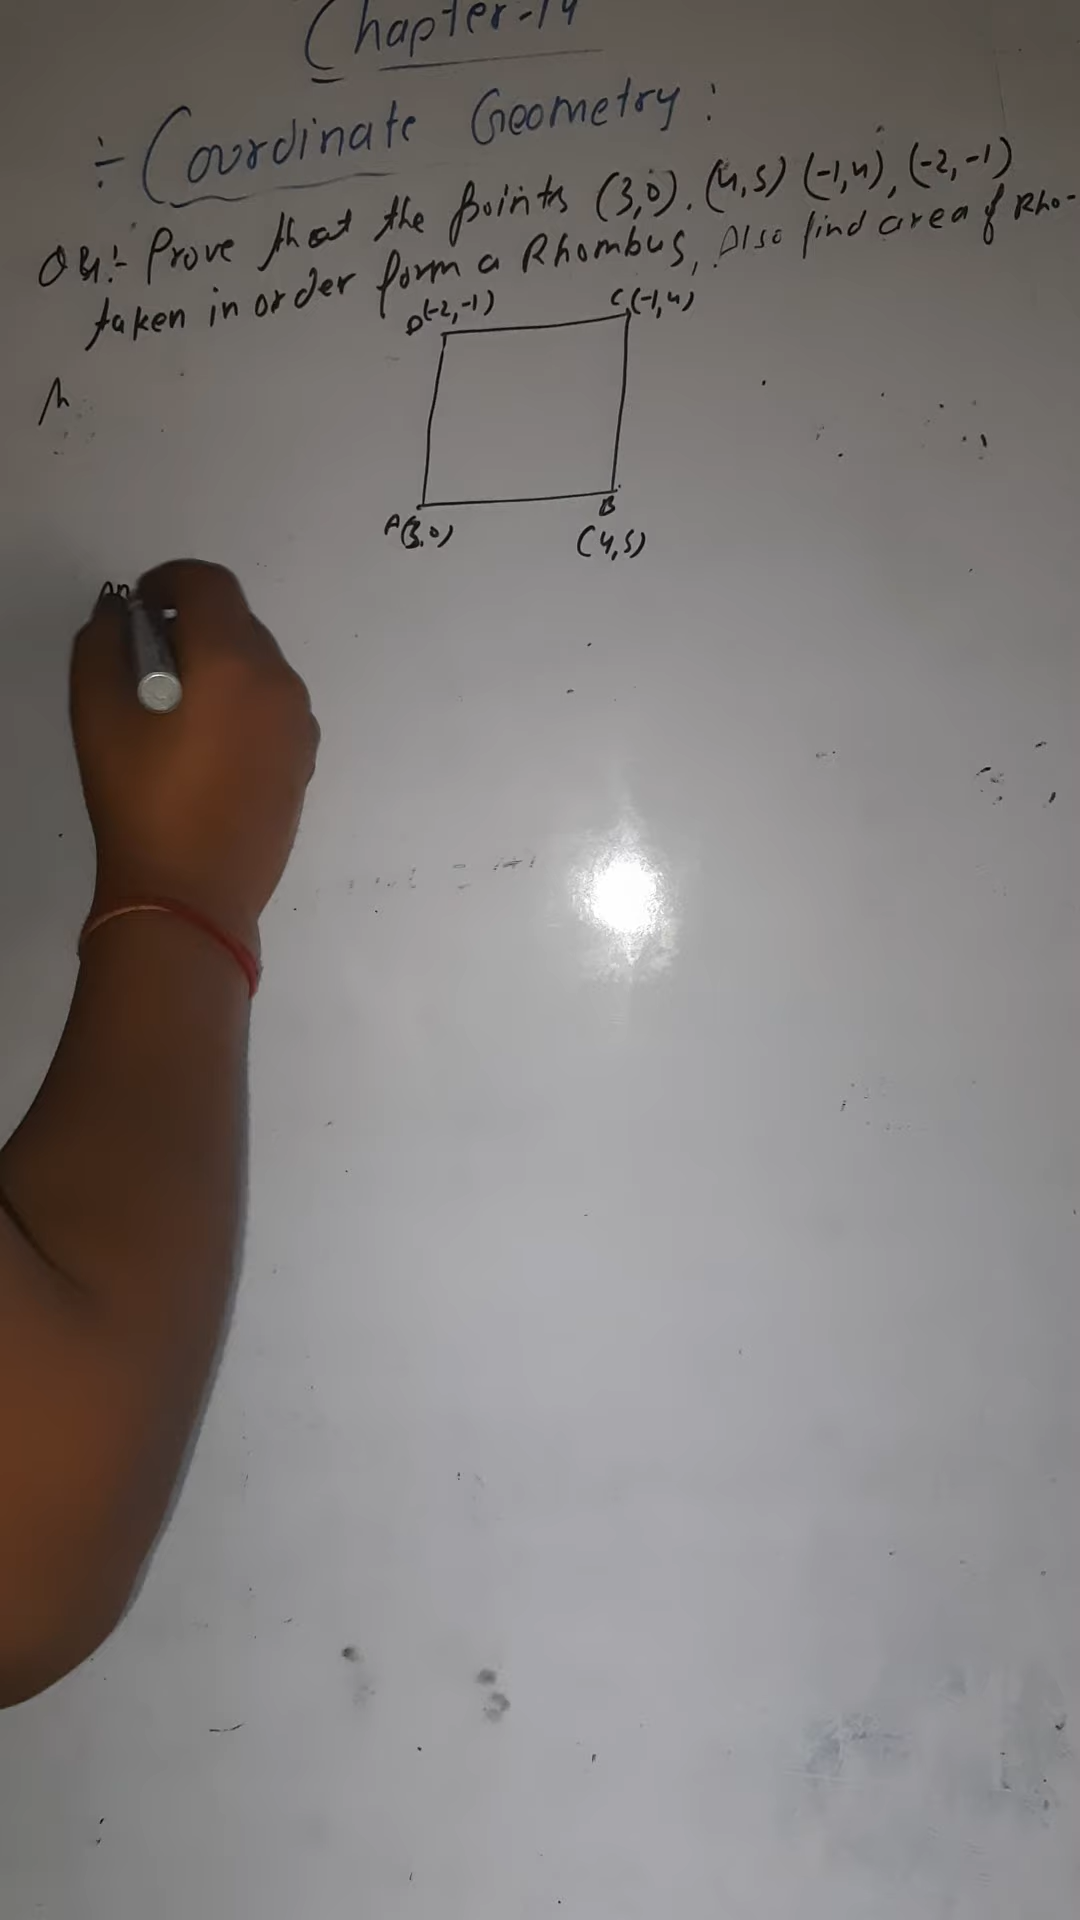 Chapter-14
÷ Coordinate Geometry:
Prove that the points (3,0). (4,5) (-1,4), (-2,-1)
taken in order form a Rhombus, Also find area of Rho-
D(-2,-1) C(-1,4)
A(3,0) B
(4,5)